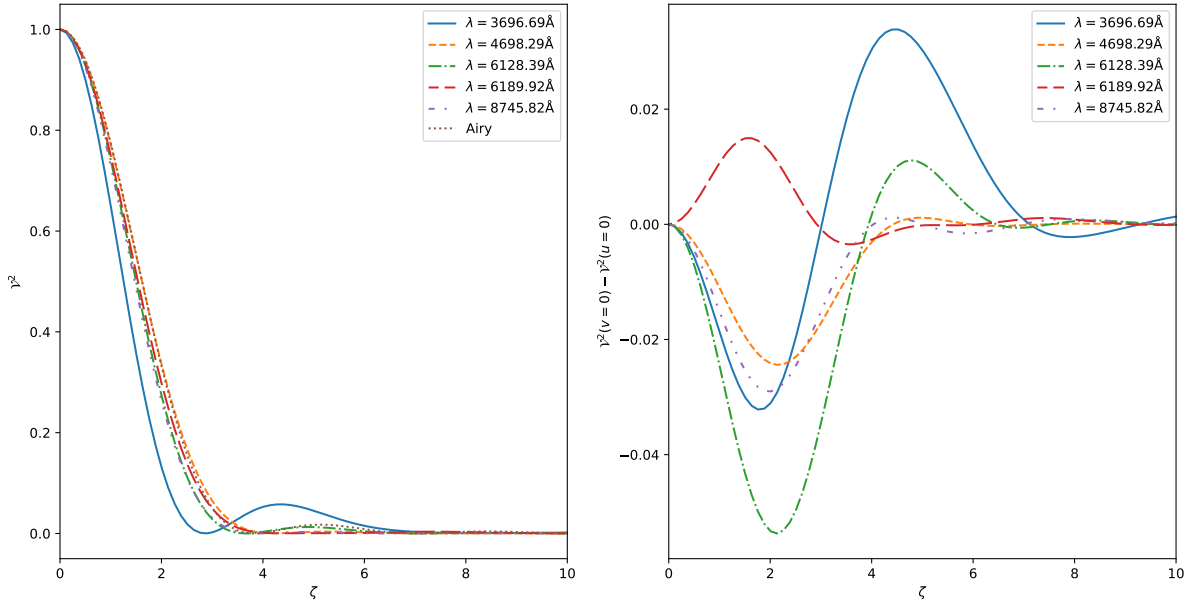 1.0
0.8
0.6
0.4
0.2
0.0
𝒱²
0 2 4 6 8 10
ζ
λ = 3696.69Å
λ = 4698.29Å
λ = 6128.39Å
λ = 6189.92Å
λ = 8745.82Å
Airy
0.02
0.00
−0.02
−0.04
𝒱²(v = 0) − 𝒱²(u = 0)
0 2 4 6 8 10
ζ
λ = 3696.69Å
λ = 4698.29Å
λ = 6128.39Å
λ = 6189.92Å
λ = 8745.82Å